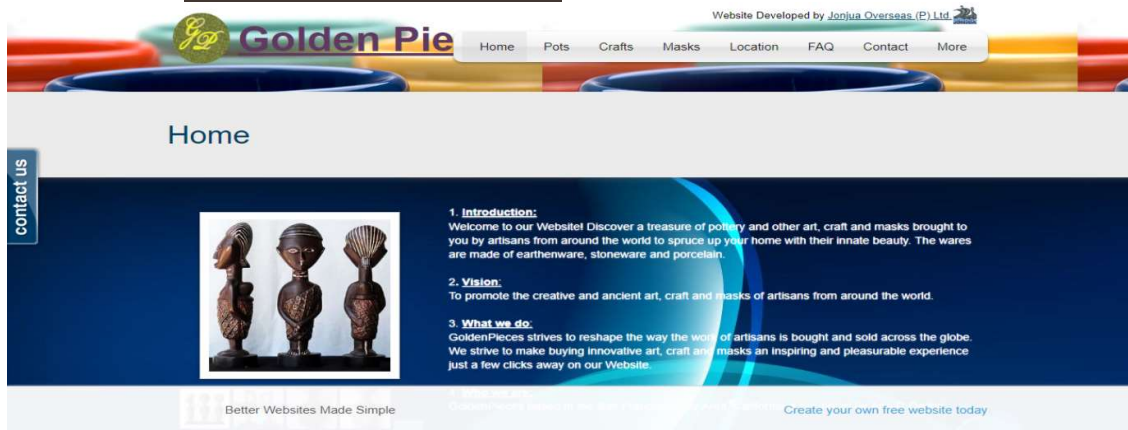 Website Developed by Jonjua Overseas (P) Ltd.
GP Golden Pie
Home Pots Crafts Masks Location FAQ Contact More
Home
contact us
1. Introduction:
Welcome to our Website! Discover a treasure of pottery and other art, craft and masks brought to
you by artisans from around the world to spruce up your home with their innate beauty. The wares
are made of earthenware, stoneware and porcelain.
2. Vision:
To promote the creative and ancient art, craft and masks of artisans from around the world.
3. What we do:
GoldenPieces strives to reshape the way the work of artisans is bought and sold across the globe.
We strive to make buying innovative art, craft and masks an inspiring and pleasurable experience
just a few clicks away on our Website.
Better Websites Made Simple
Create your own free website today